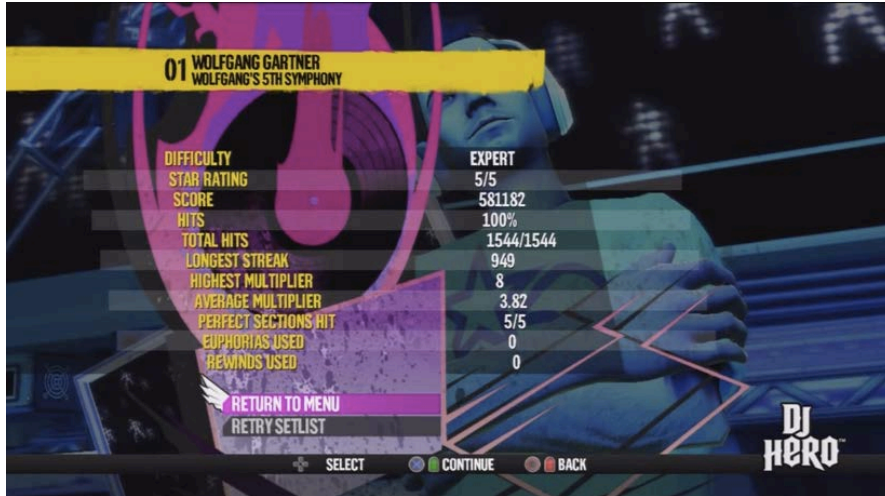 01 WOLFGANG GARTNER
WOLFGANG'S 5TH SYMPHONY
DIFFICULTY EXPERT
STAR RATING 5/5
SCORE 581182
HITS 100%
TOTAL HITS 1544/1544
LONGEST STREAK 949
HIGHEST MULTIPLIER 8
AVERAGE MULTIPLIER 3.82
PERFECT SECTIONS HIT 5/5
EUPHORIAS USED 0
REWINDS USED 0
RETURN TO MENU
RETRY SETLIST
SELECT CONTINUE BACK
DJ
HERO™